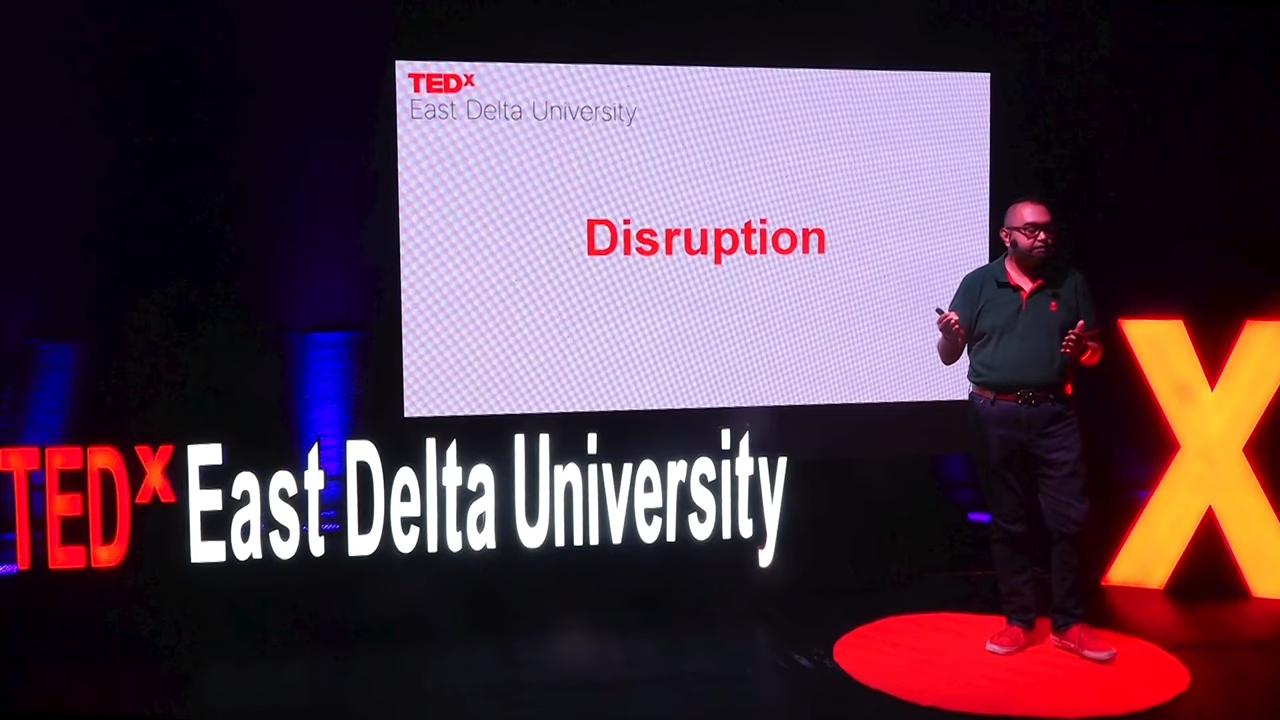 TEDx
East Delta University
Disruption
TEDx East Delta University
X